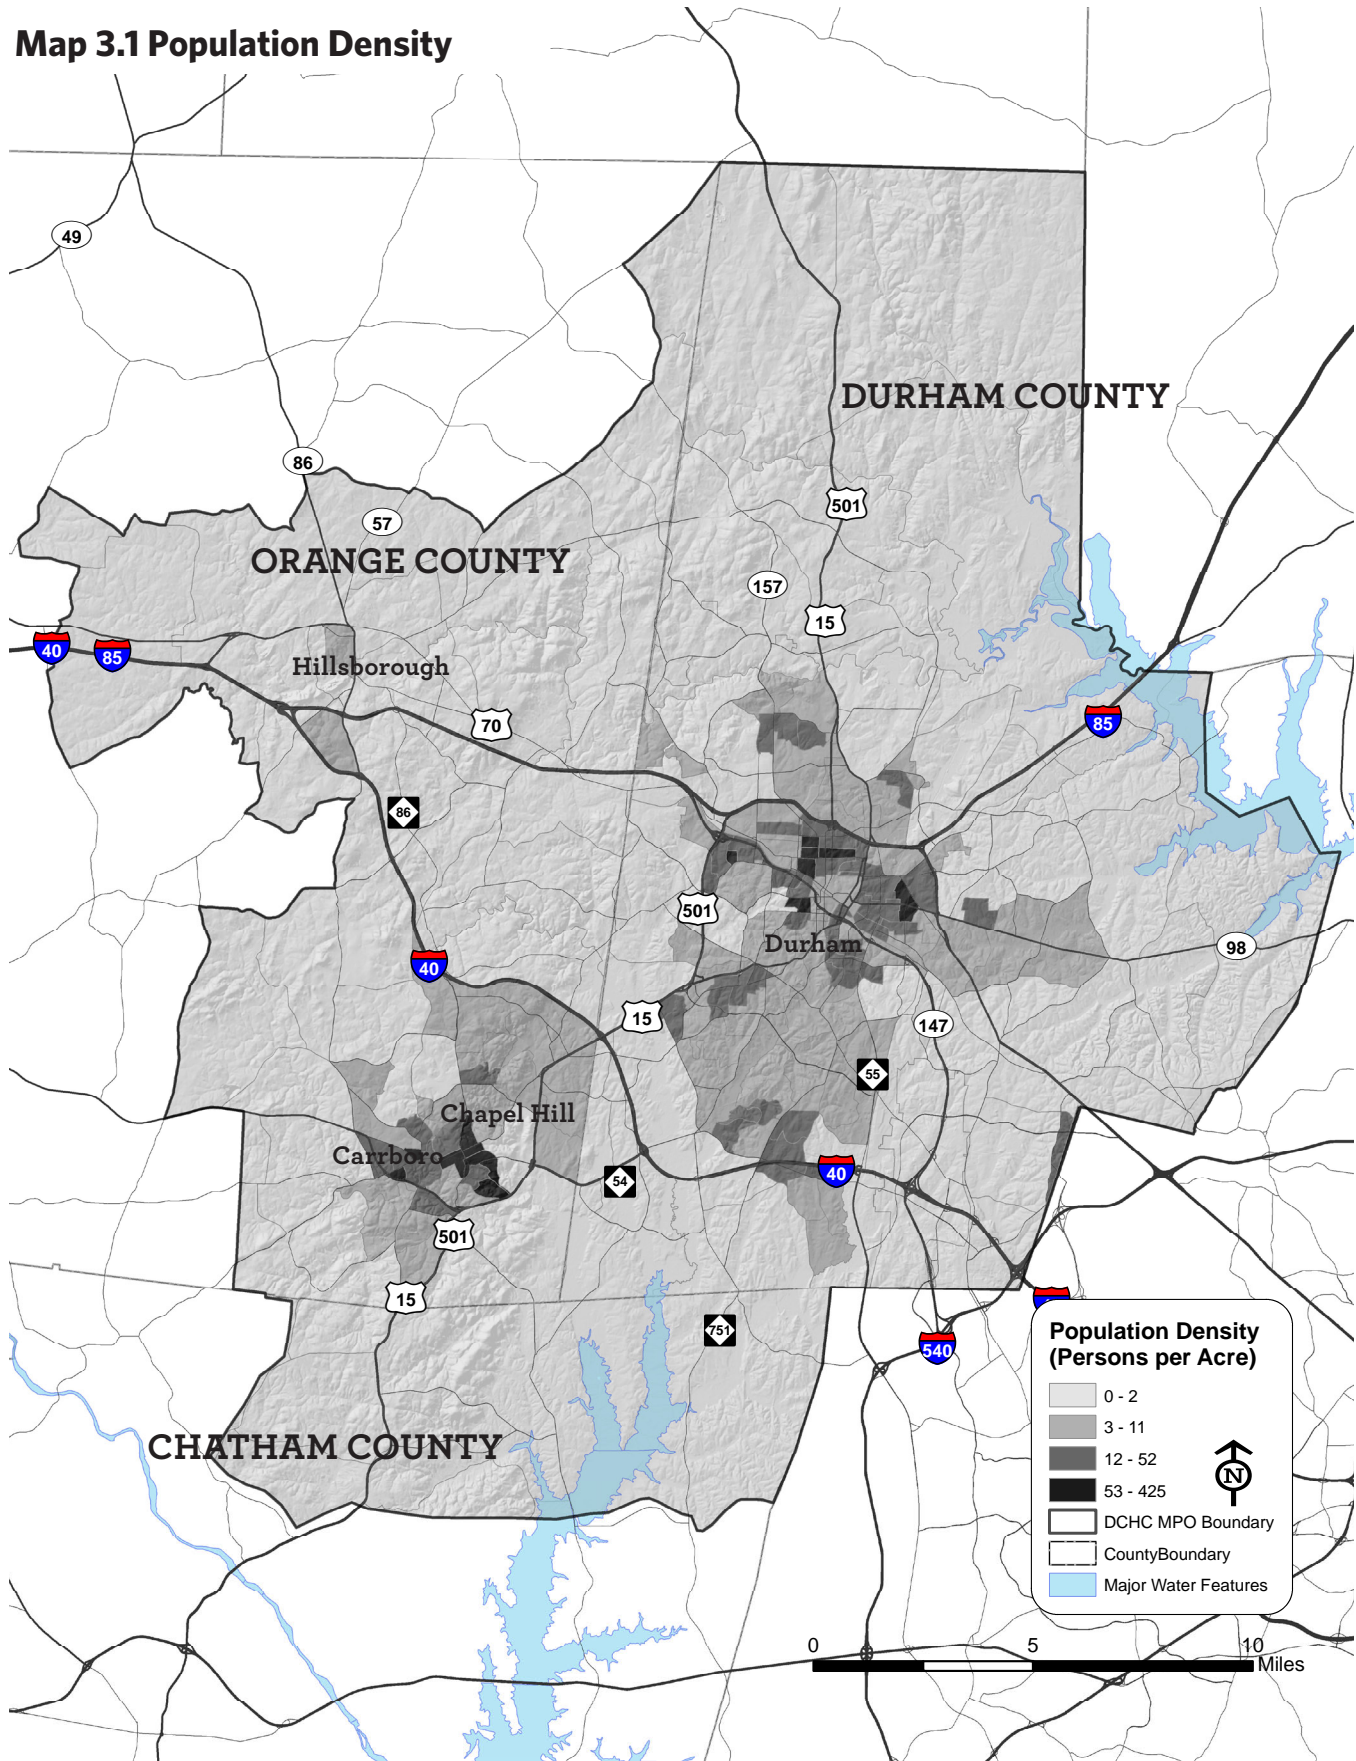 Map 3.1 Population Density
49
DURHAM COUNTY
86
501
57
ORANGE COUNTY
157
15
40
85
Hillsborough
70
85
86
501
Durham
98
40
15
147
55
Chapel Hill
Carrboro
54
40
501
15
751
540
Population Density
(Persons per Acre)
0 - 2
3 - 11
12 - 52
53 - 425
N
DCHC MPO Boundary
CountyBoundary
Major Water Features
CHATHAM COUNTY
0 5 10
Miles